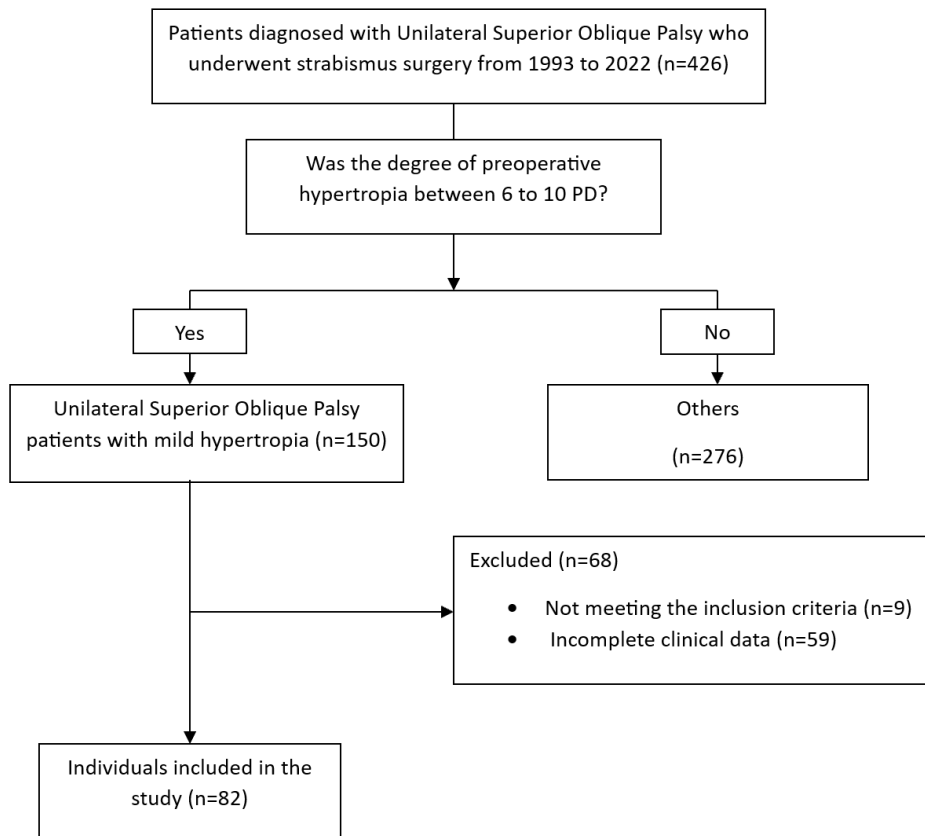 Patients diagnosed with Unilateral Superior Oblique Palsy who
underwent strabismus surgery from 1993 to 2022 (n=426)
Was the degree of preoperative
hypertropia between 6 to 10 PD?
Yes
No
Unilateral Superior Oblique Palsy
patients with mild hypertropia (n=150)
Others
(n=276)
Excluded (n=68)
• Not meeting the inclusion criteria (n=9)
• Incomplete clinical data (n=59)
Individuals included in the
study (n=82)